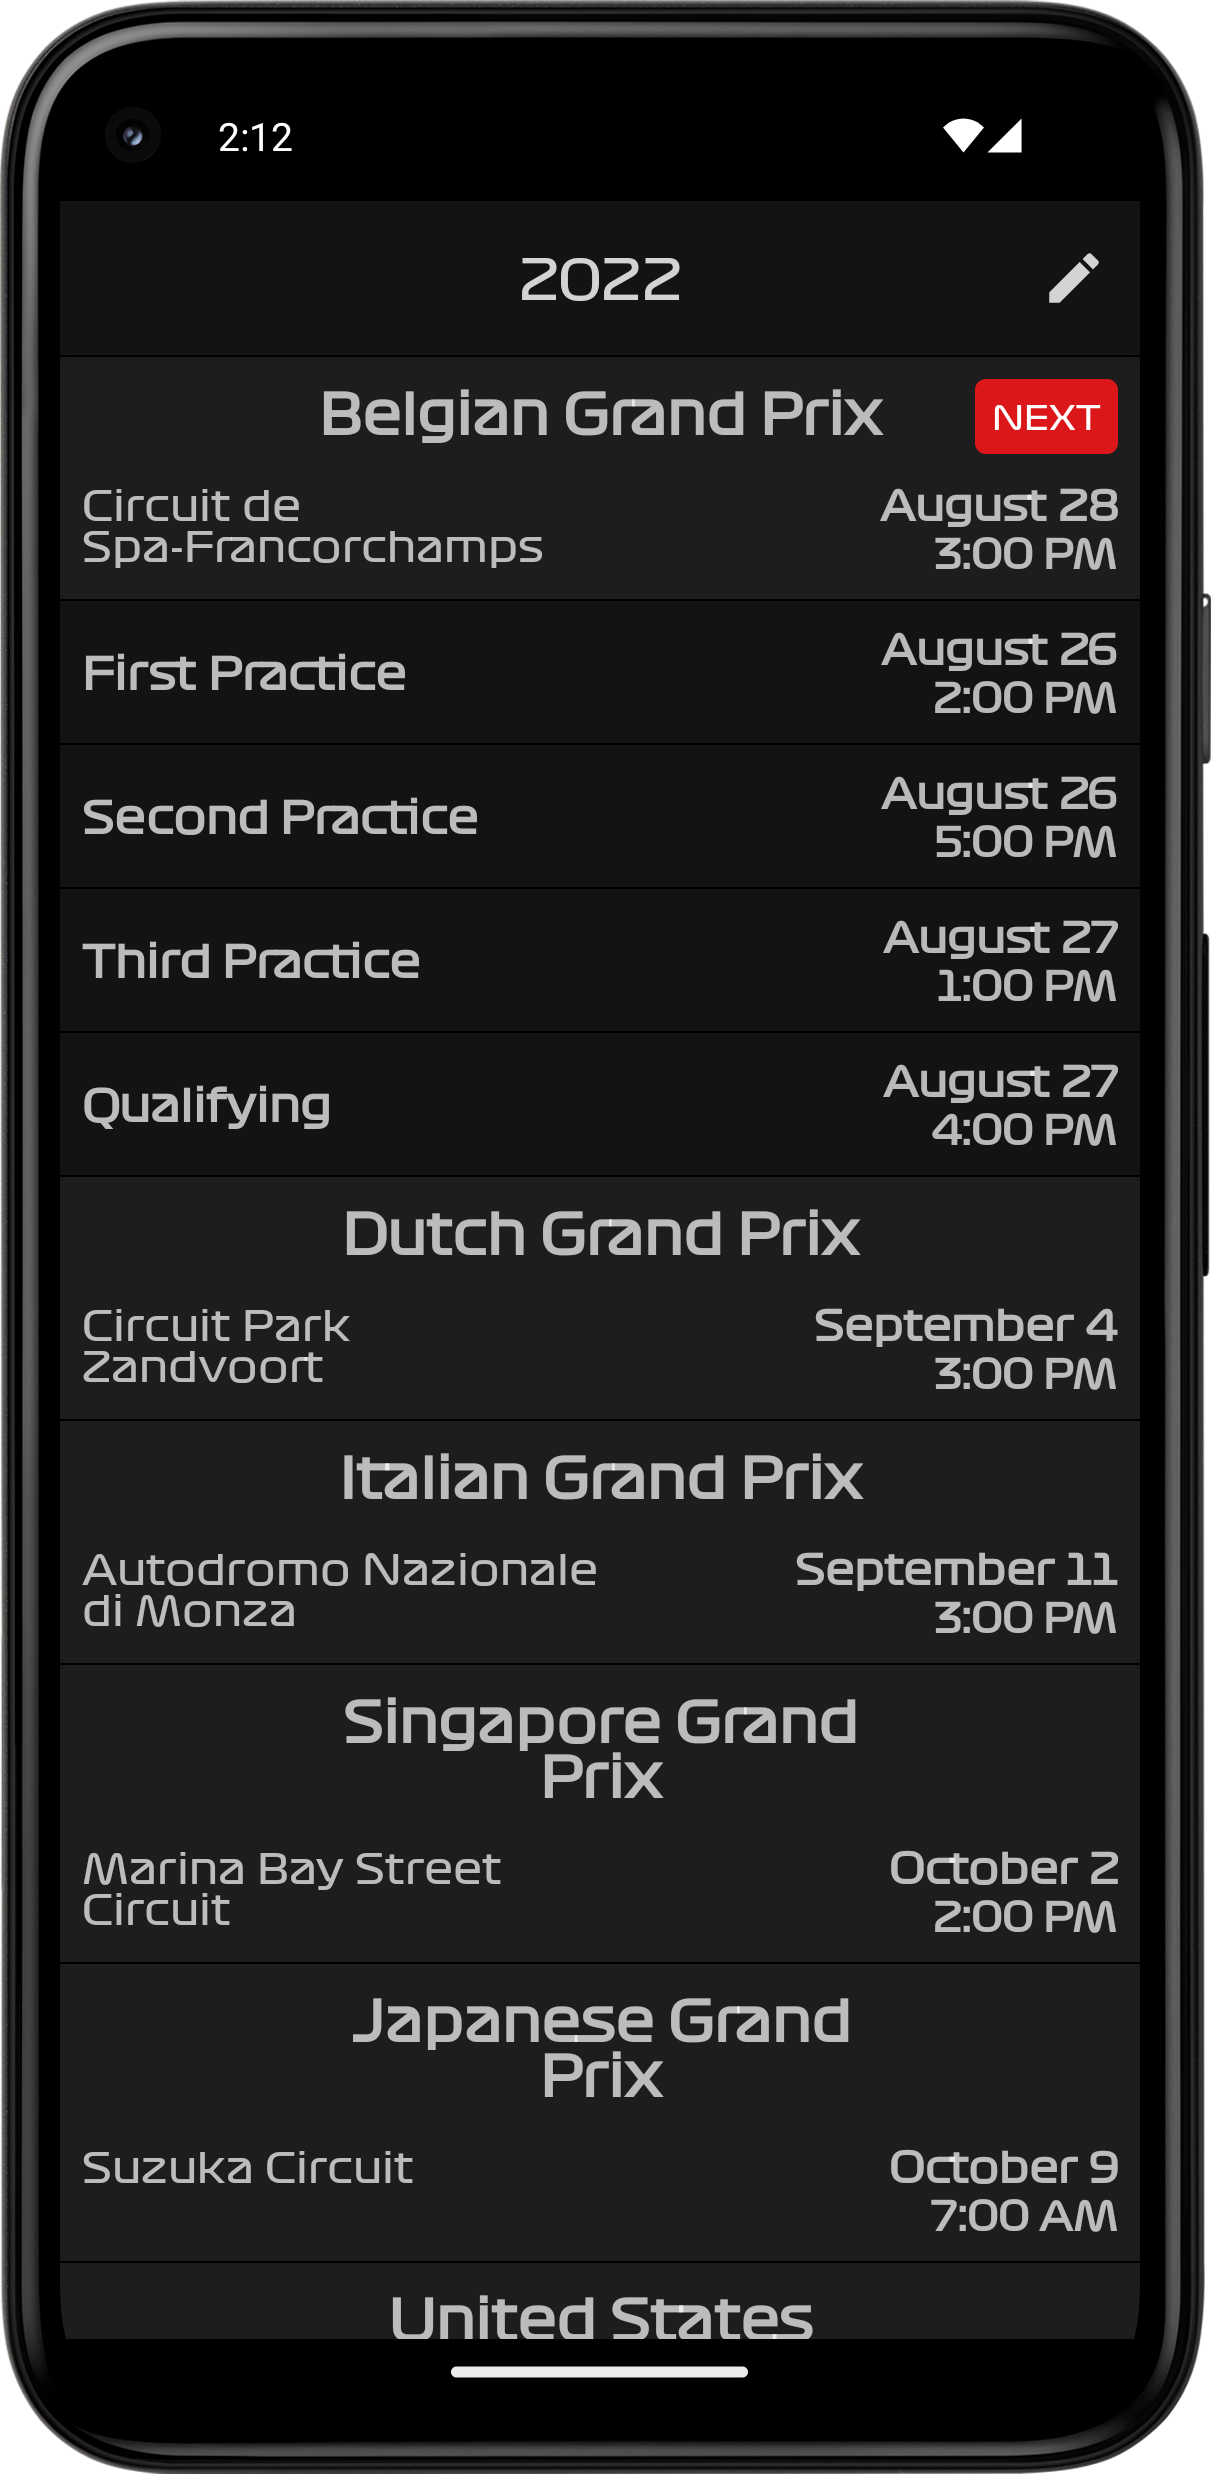 2:12
2022
Belgian Grand Prix
NEXT
Circuit de
Spa-Francorchamps
August 28
3:00 PM
First Practice
August 26
2:00 PM
Second Practice
August 26
5:00 PM
Third Practice
August 27
1:00 PM
Qualifying
August 27
4:00 PM
Dutch Grand Prix
Circuit Park
Zandvoort
September 4
3:00 PM
Italian Grand Prix
Autodromo Nazionale
di Monza
September 11
3:00 PM
Singapore Grand
Prix
Marina Bay Street
Circuit
October 2
2:00 PM
Japanese Grand
Prix
Suzuka Circuit
October 9
7:00 AM
United States